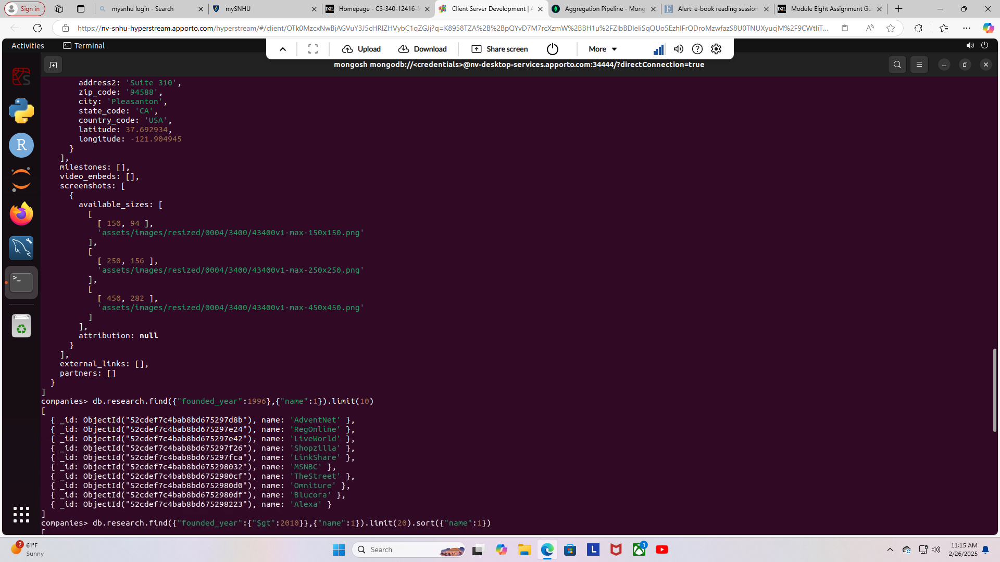 Sign in
mysnhu login - Search
mySNHU
Homepage - CS-340-12416-M
Client Server Development | A
Aggregation Pipeline - Mong
Alert: e-book reading session
Module Eight Assignment Gu
https://nv-snhu-hyperstream.apporto.com/hyperstream/#/client/
Activities
Terminal
Upload
Download
Share screen
More
mongosh mongodb://<credentials>@nv-desktop-services.apporto.com:34444/?directConnection=true
address2: 'Suite 310',
zip_code: '94588',
city: 'Pleasanton',
state_code: 'CA',
country_code: 'USA',
latitude: 37.692934,
longitude: -121.904945
}
],
milestones: [],
video_embeds: [],
screenshots: [
{
available_sizes: [
[
[ 150, 94 ],
'assets/images/resized/0004/3400/43400v1-max-150x150.png'
],
[
[ 250, 156 ],
'assets/images/resized/0004/3400/43400v1-max-250x250.png'
],
[
[ 450, 282 ],
'assets/images/resized/0004/3400/43400v1-max-450x450.png'
]
],
attribution: null
}
],
external_links: [],
partners: []
}
]
companies> db.research.find({"founded_year":1996},{"name":1}).limit(10)
[
{ _id: ObjectId("52cdef7c4bab8bd675297d8b"), name: 'AdventNet' },
{ _id: ObjectId("52cdef7c4bab8bd675297e24"), name: 'RegOnline' },
{ _id: ObjectId("52cdef7c4bab8bd675297e42"), name: 'LiveWorld' },
{ _id: ObjectId("52cdef7c4bab8bd675297f26"), name: 'Shopzilla' },
{ _id: ObjectId("52cdef7c4bab8bd675297fca"), name: 'LinkShare' },
{ _id: ObjectId("52cdef7c4bab8bd675298032"), name: 'MSNBC' },
{ _id: ObjectId("52cdef7c4bab8bd6752980cf"), name: 'TheStreet' },
{ _id: ObjectId("52cdef7c4bab8bd6752980d0"), name: 'Omniture' },
{ _id: ObjectId("52cdef7c4bab8bd6752980df"), name: 'Blucora' },
{ _id: ObjectId("52cdef7c4bab8bd675298223"), name: 'Alexa' }
]
companies> db.research.find({"founded_year":{"$gt":2010}},{"name":1}).limit(20).sort({"name":1})
[
2
61°F
Sunny
Search
1
11:15 AM
2/26/2025